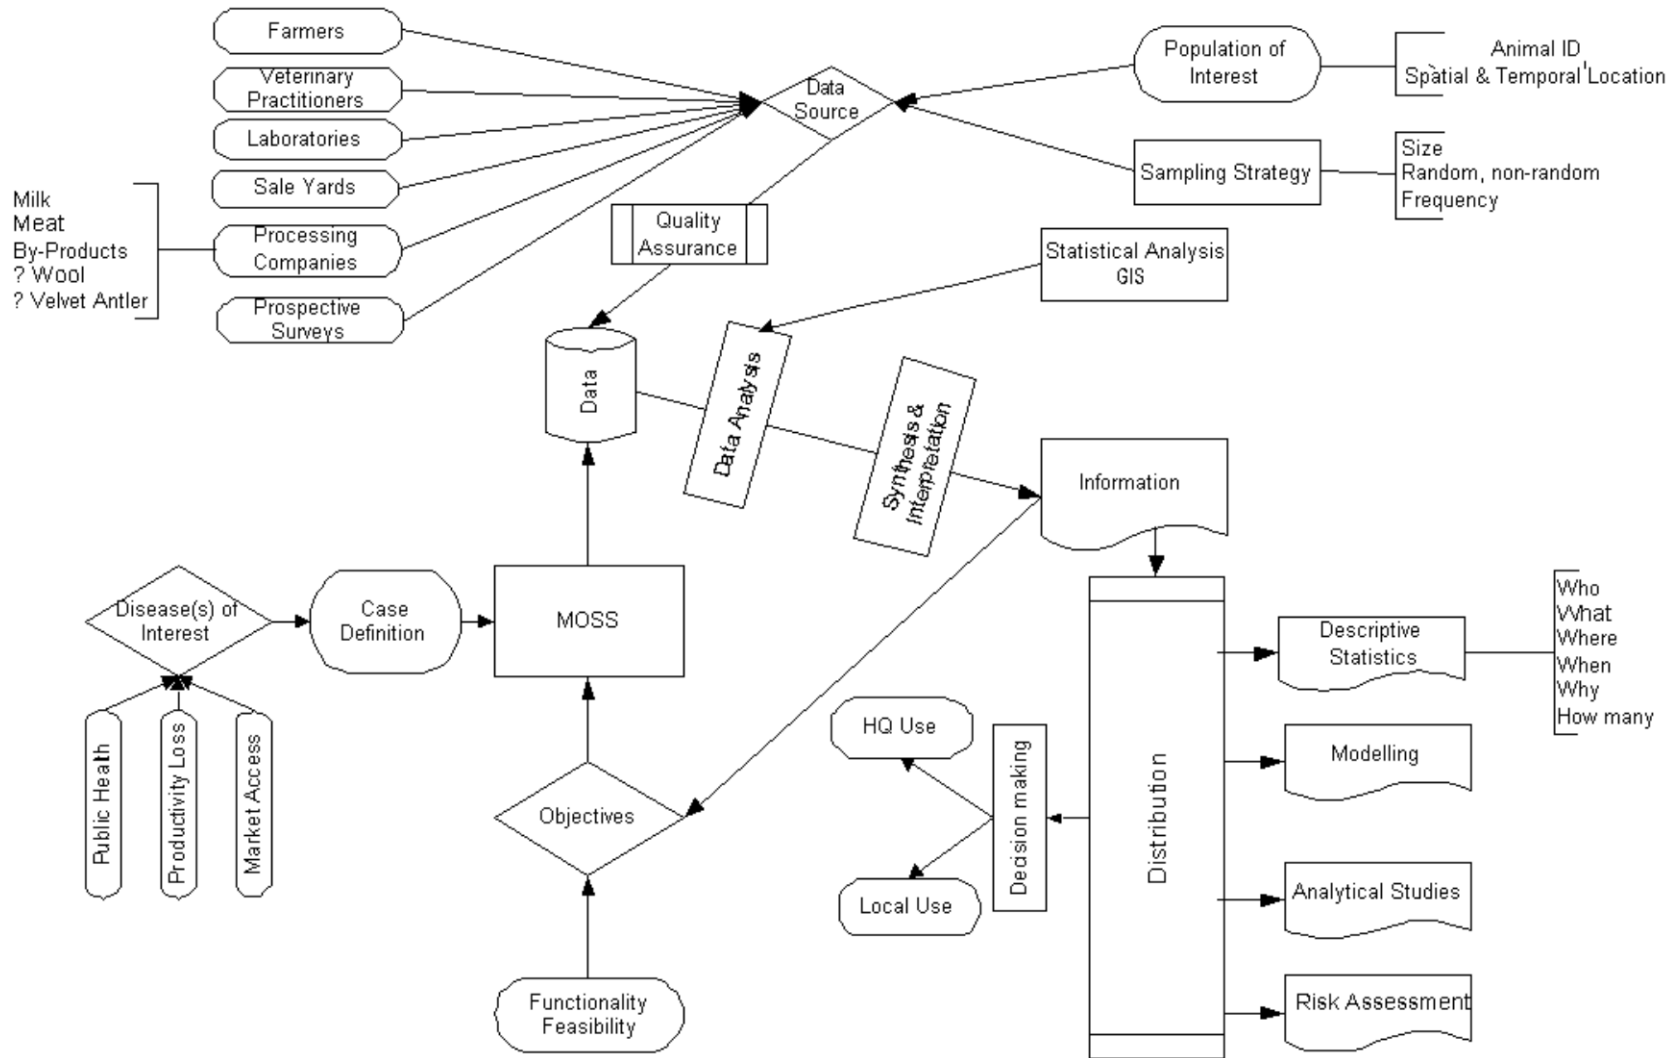 Farmers
Veterinary
Practitioners
Laboratories
Sale Yards
Processing
Companies
Prospective
Surveys
Milk
Meat
By-Products
? Wool
? Velvet Antler
Data
Source
Population of
Interest
Animal ID
Spatial & Temporal Location
Sampling Strategy
Size
Random, non-random
Frequency
Quality
Assurance
Statistical Analysis
GIS
Data
Data Analysis
Synthesis &
Interpretation
Information
Disease(s) of
Interest
Case
Definition
MOSS
Public Health
Productivity Loss
Market Access
Objectives
Functionality
Feasibility
HQ Use
Local Use
Decision making
Distribution
Descriptive
Statistics
Who
What
Where
When
Why
How many
Modelling
Analytical Studies
Risk Assessment